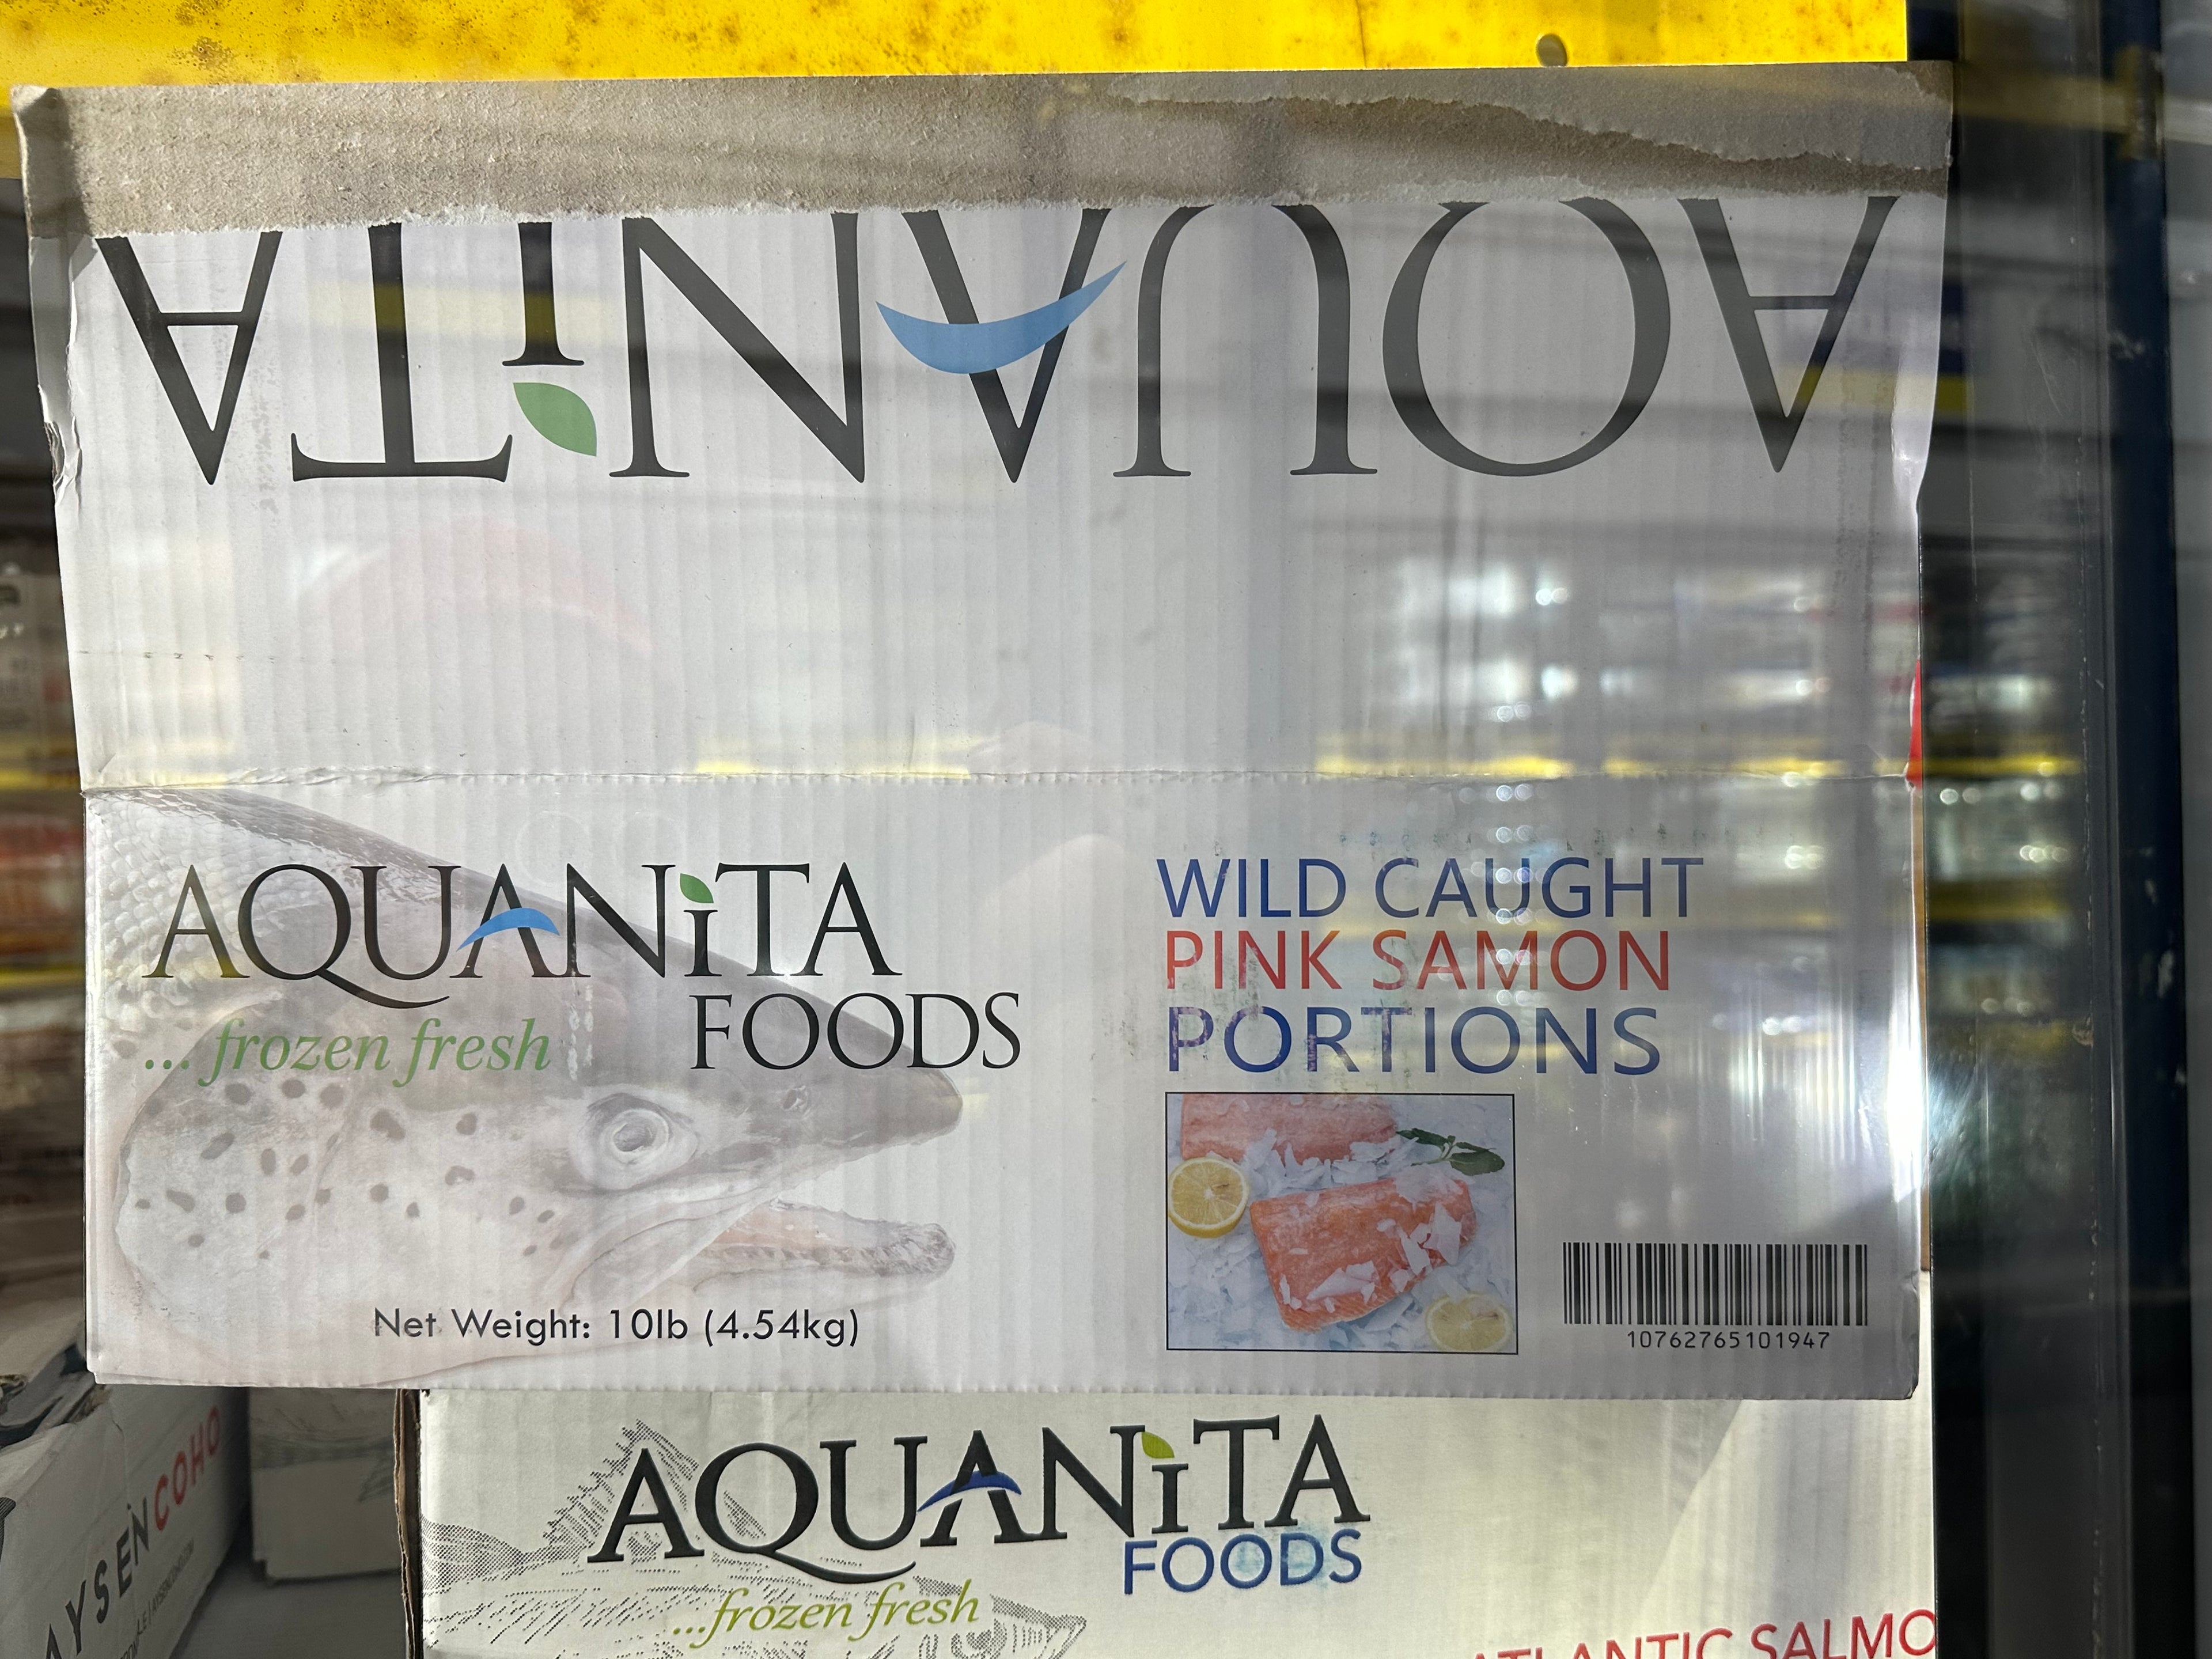 AQUANiTA
AQUANiTA
FOODS
... frozen fresh
WILD CAUGHT
PINK SAMON
PORTIONS
Net Weight: 10lb (4.54kg)
10762765101947
AQUANiTA
FOODS
...frozen fresh
ATLANTIC SALMO
AYSEN COHO